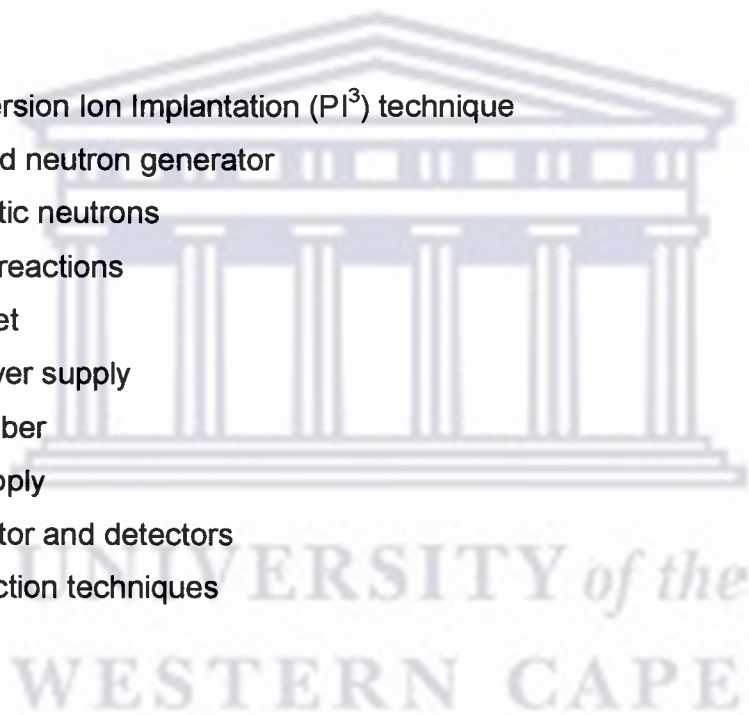 ersion Ion Implantation (PI³) technique
d neutron generator
tic neutrons
reactions
et
ver supply
ber
pply
tor and detectors
ction techniques
UNIVERSITY of the
WESTERN CAPE